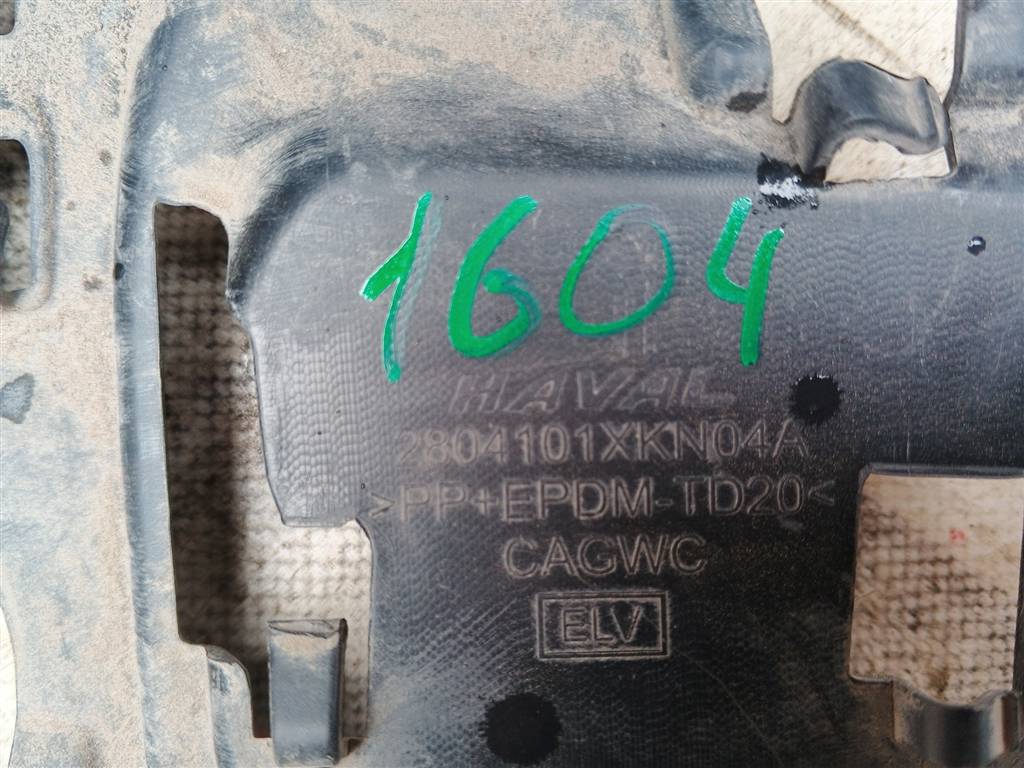 1604
HAVAL
2804101XKN04A
>PP+EPDM-TD20<
CAGWC
ELV